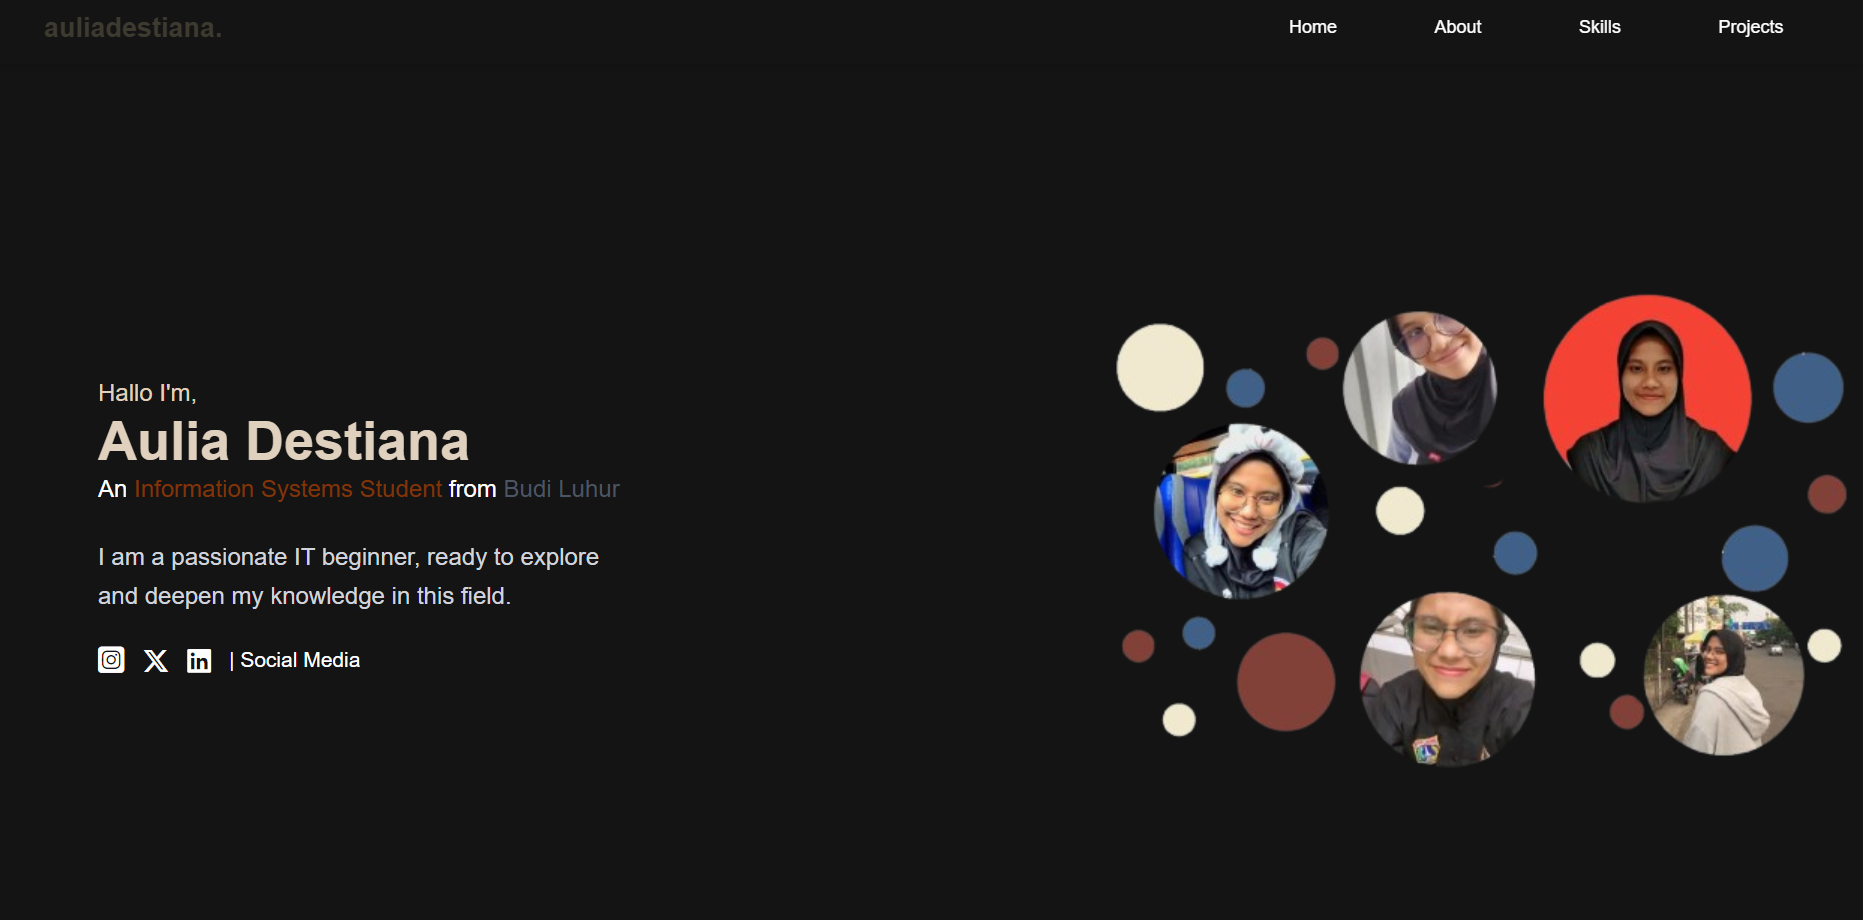 auliadestiana.
Home About Skills Projects
Hallo I'm,
Aulia Destiana
An Information Systems Student from Budi Luhur
I am a passionate IT beginner, ready to explore
and deepen my knowledge in this field.
| Social Media